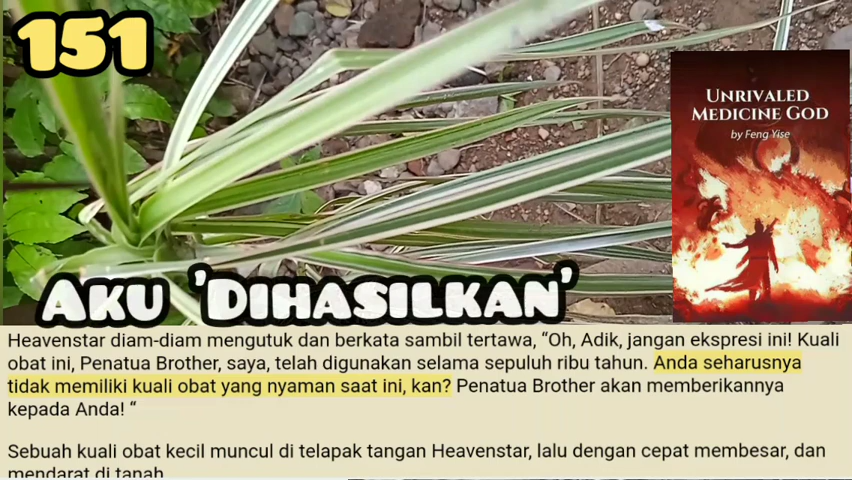 151
UNRIVALED
MEDICINE GOD
by Feng Yise
AKU 'DIHASILKAN'
Heavenstar diam-diam mengutuk dan berkata sambil tertawa, “Oh, Adik, jangan ekspresi ini! Kuali
obat ini, Penatua Brother, saya, telah digunakan selama sepuluh ribu tahun. Anda seharusnya
tidak memiliki kuali obat yang nyaman saat ini, kan? Penatua Brother akan memberikannya
kepada Anda! “
Sebuah kuali obat kecil muncul di telapak tangan Heavenstar, lalu dengan cepat membesar, dan
mendarat di tanah